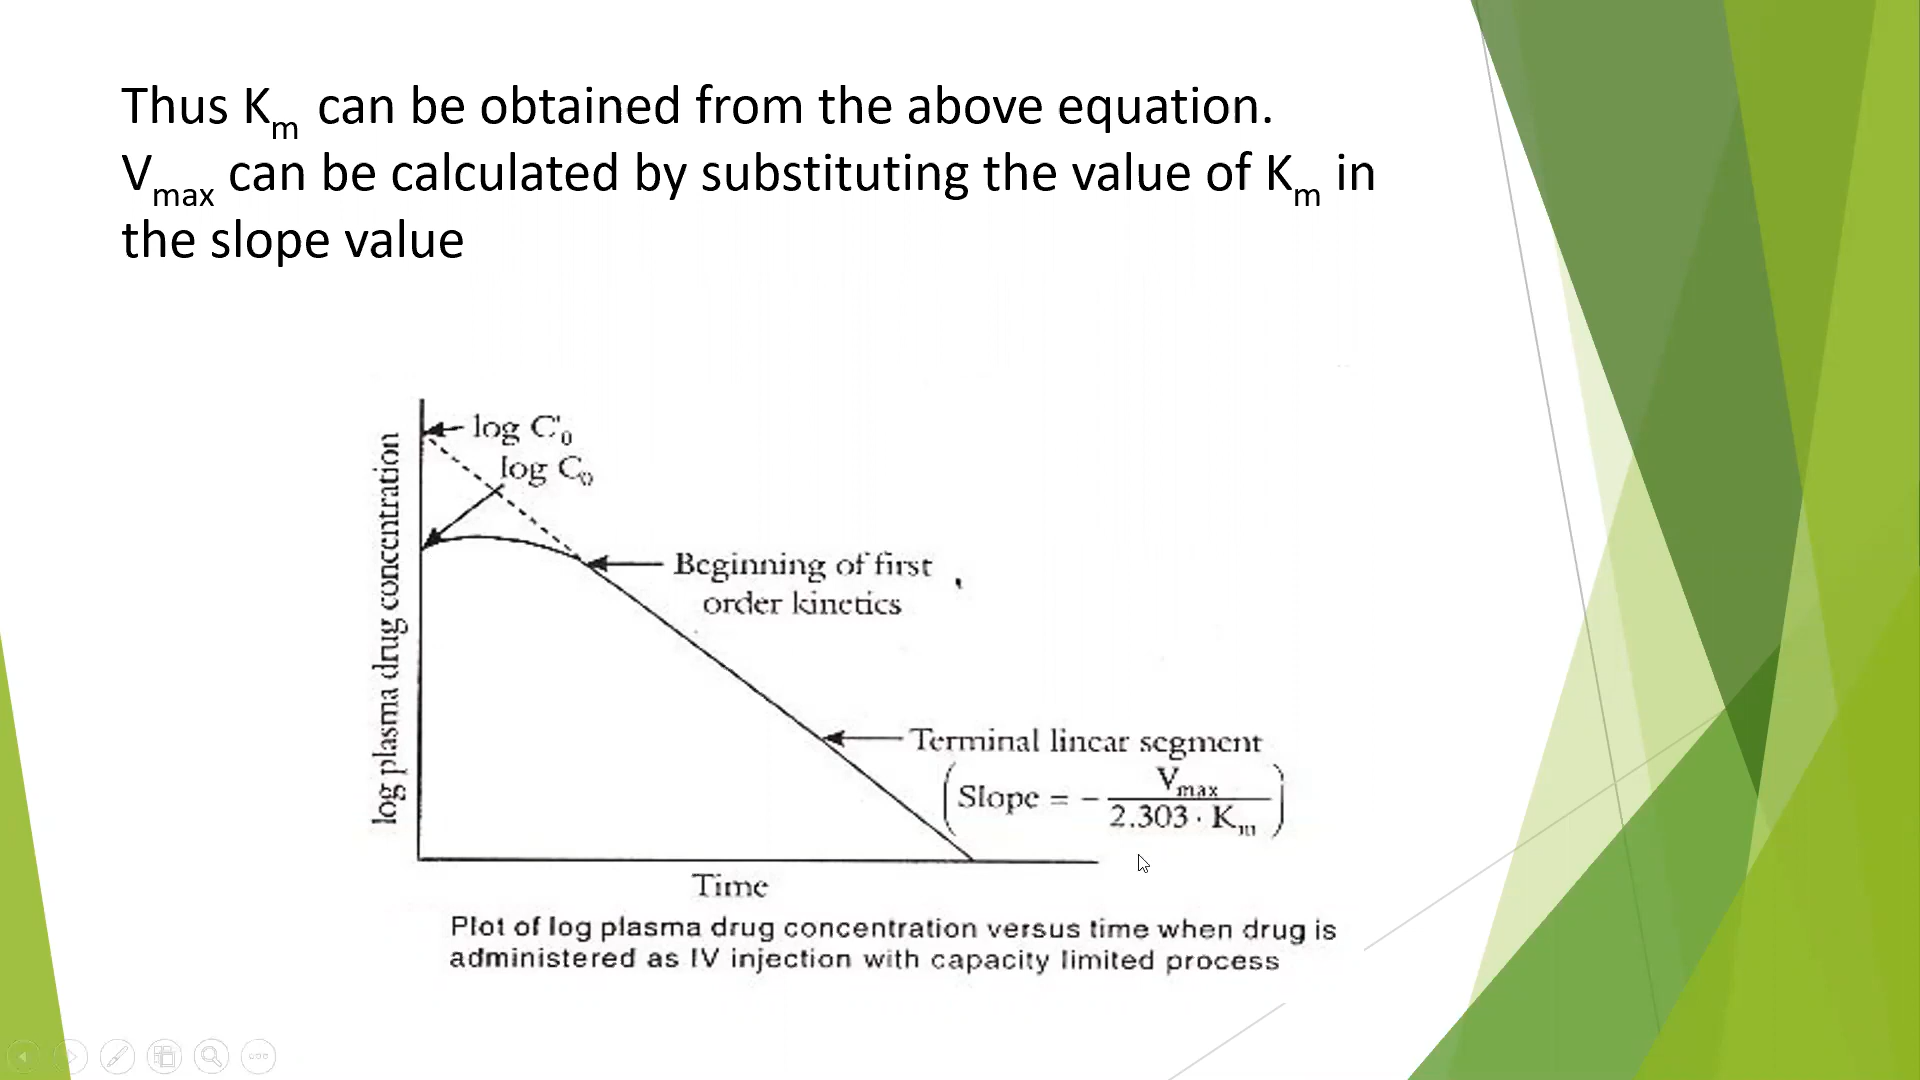 Thus Km can be obtained from the above equation.
Vmax can be calculated by substituting the value of Km in
the slope value
log C'0
log C0
log plasma drug concentration
Beginning of first
order kinetics
Terminal linear segment
(Slope = - Vmax / 2.303 · Km)
Time
Plot of log plasma drug concentration versus time when drug is
administered as IV injection with capacity limited process